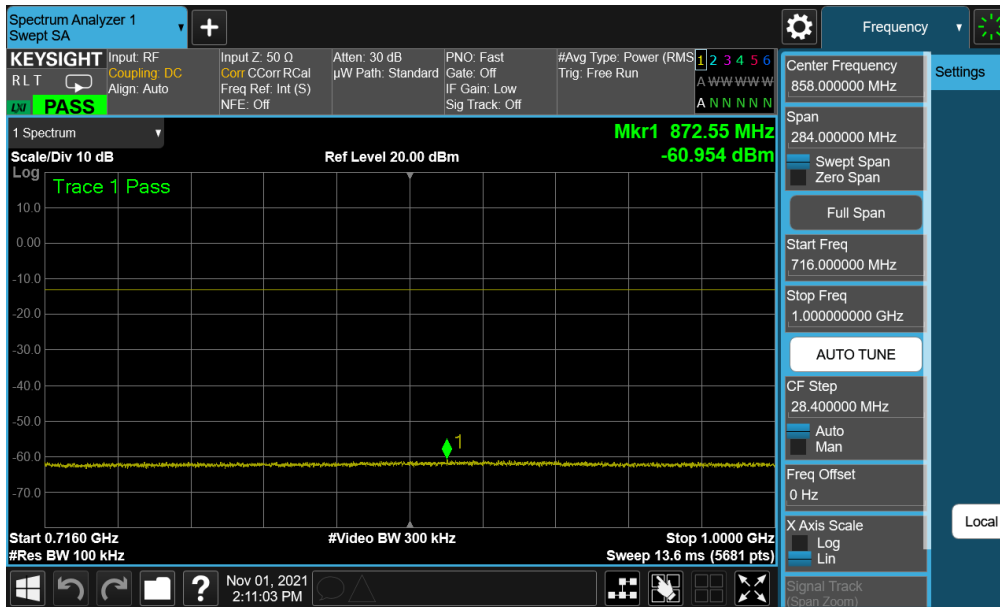 Spectrum Analyzer 1
Swept SA
+
Frequency
KEYSIGHT
RLT
LXI PASS
Input: RF
Coupling: DC
Align: Auto
Input Z: 50 Ω
Corr CCorr RCal
Freq Ref: Int (S)
NFE: Off
Atten: 30 dB
µW Path: Standard
PNO: Fast
Gate: Off
IF Gain: Low
Sig Track: Off
#Avg Type: Power (RMS
Trig: Free Run
1 2 3 4 5 6
A W W W W W
A N N N N N
1 Spectrum
Scale/Div 10 dB
Ref Level 20.00 dBm
Mkr1 872.55 MHz
-60.954 dBm
Log
Trace 1 Pass
10.0
0.00
-10.0
-20.0
-30.0
-40.0
-50.0
-60.0
-70.0
1
Start 0.7160 GHz
#Res BW 100 kHz
#Video BW 300 kHz
Stop 1.0000 GHz
Sweep 13.6 ms (5681 pts)
?
Nov 01, 2021
2:11:03 PM
Center Frequency
858.000000 MHz
Span
284.000000 MHz
Swept Span
Zero Span
Full Span
Start Freq
716.000000 MHz
Stop Freq
1.000000000 GHz
AUTO TUNE
CF Step
28.400000 MHz
Auto
Man
Freq Offset
0 Hz
X Axis Scale
Log
Lin
Signal Track
(Span Zoom)
Settings
Local